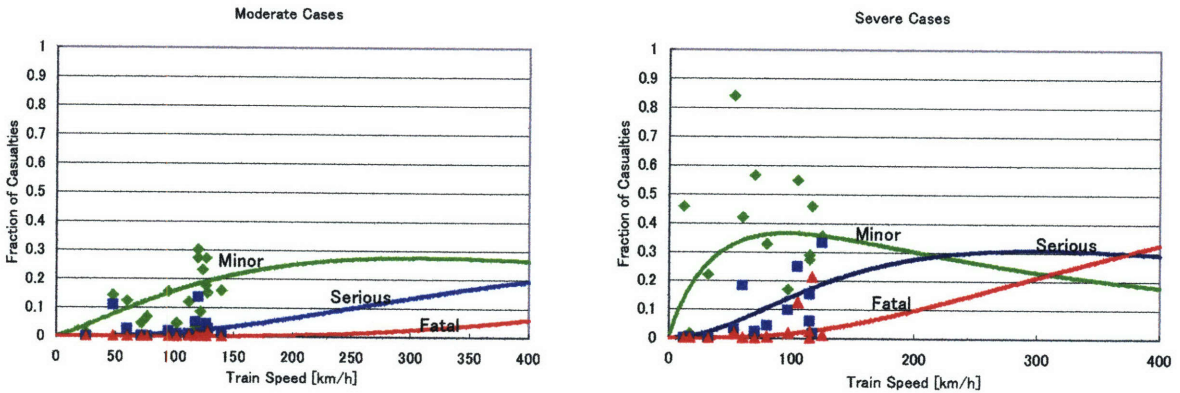 Moderate Cases
Fraction of Casualties
1
0.9
0.8
0.7
0.6
0.5
0.4
0.3
0.2
0.1
0
Minor
Serious
Fatal
0 50 100 150 200 250 300 350 400
Train Speed [km/h]
Severe Cases
Fraction of Casualties
1
0.9
0.8
0.7
0.6
0.5
0.4
0.3
0.2
0.1
0
Minor
Serious
Fatal
0 100 200 300 400
Train Speed [km/h]